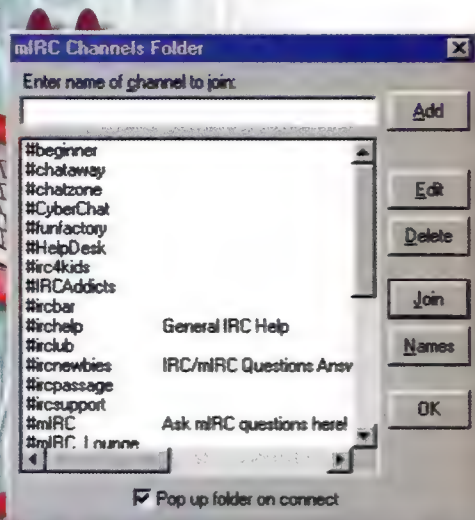 mIRC Channels Folder
Enter name of channel to join:
Add
#beginner
#chataway
#chatzone
#CyberChat
#funfactory
#HelpDesk
#irc4kids
#IRCAddicts
#ircbar
#irchelp General IRC Help
#irclub
#ircnewbies IRC/mIRC Questions Answ
#ircpassage
#ircsupport
#mIRC Ask mIRC questions here!
#mIRC_Lounge
Edit
Delete
Join
Names
OK
Pop up folder on connect